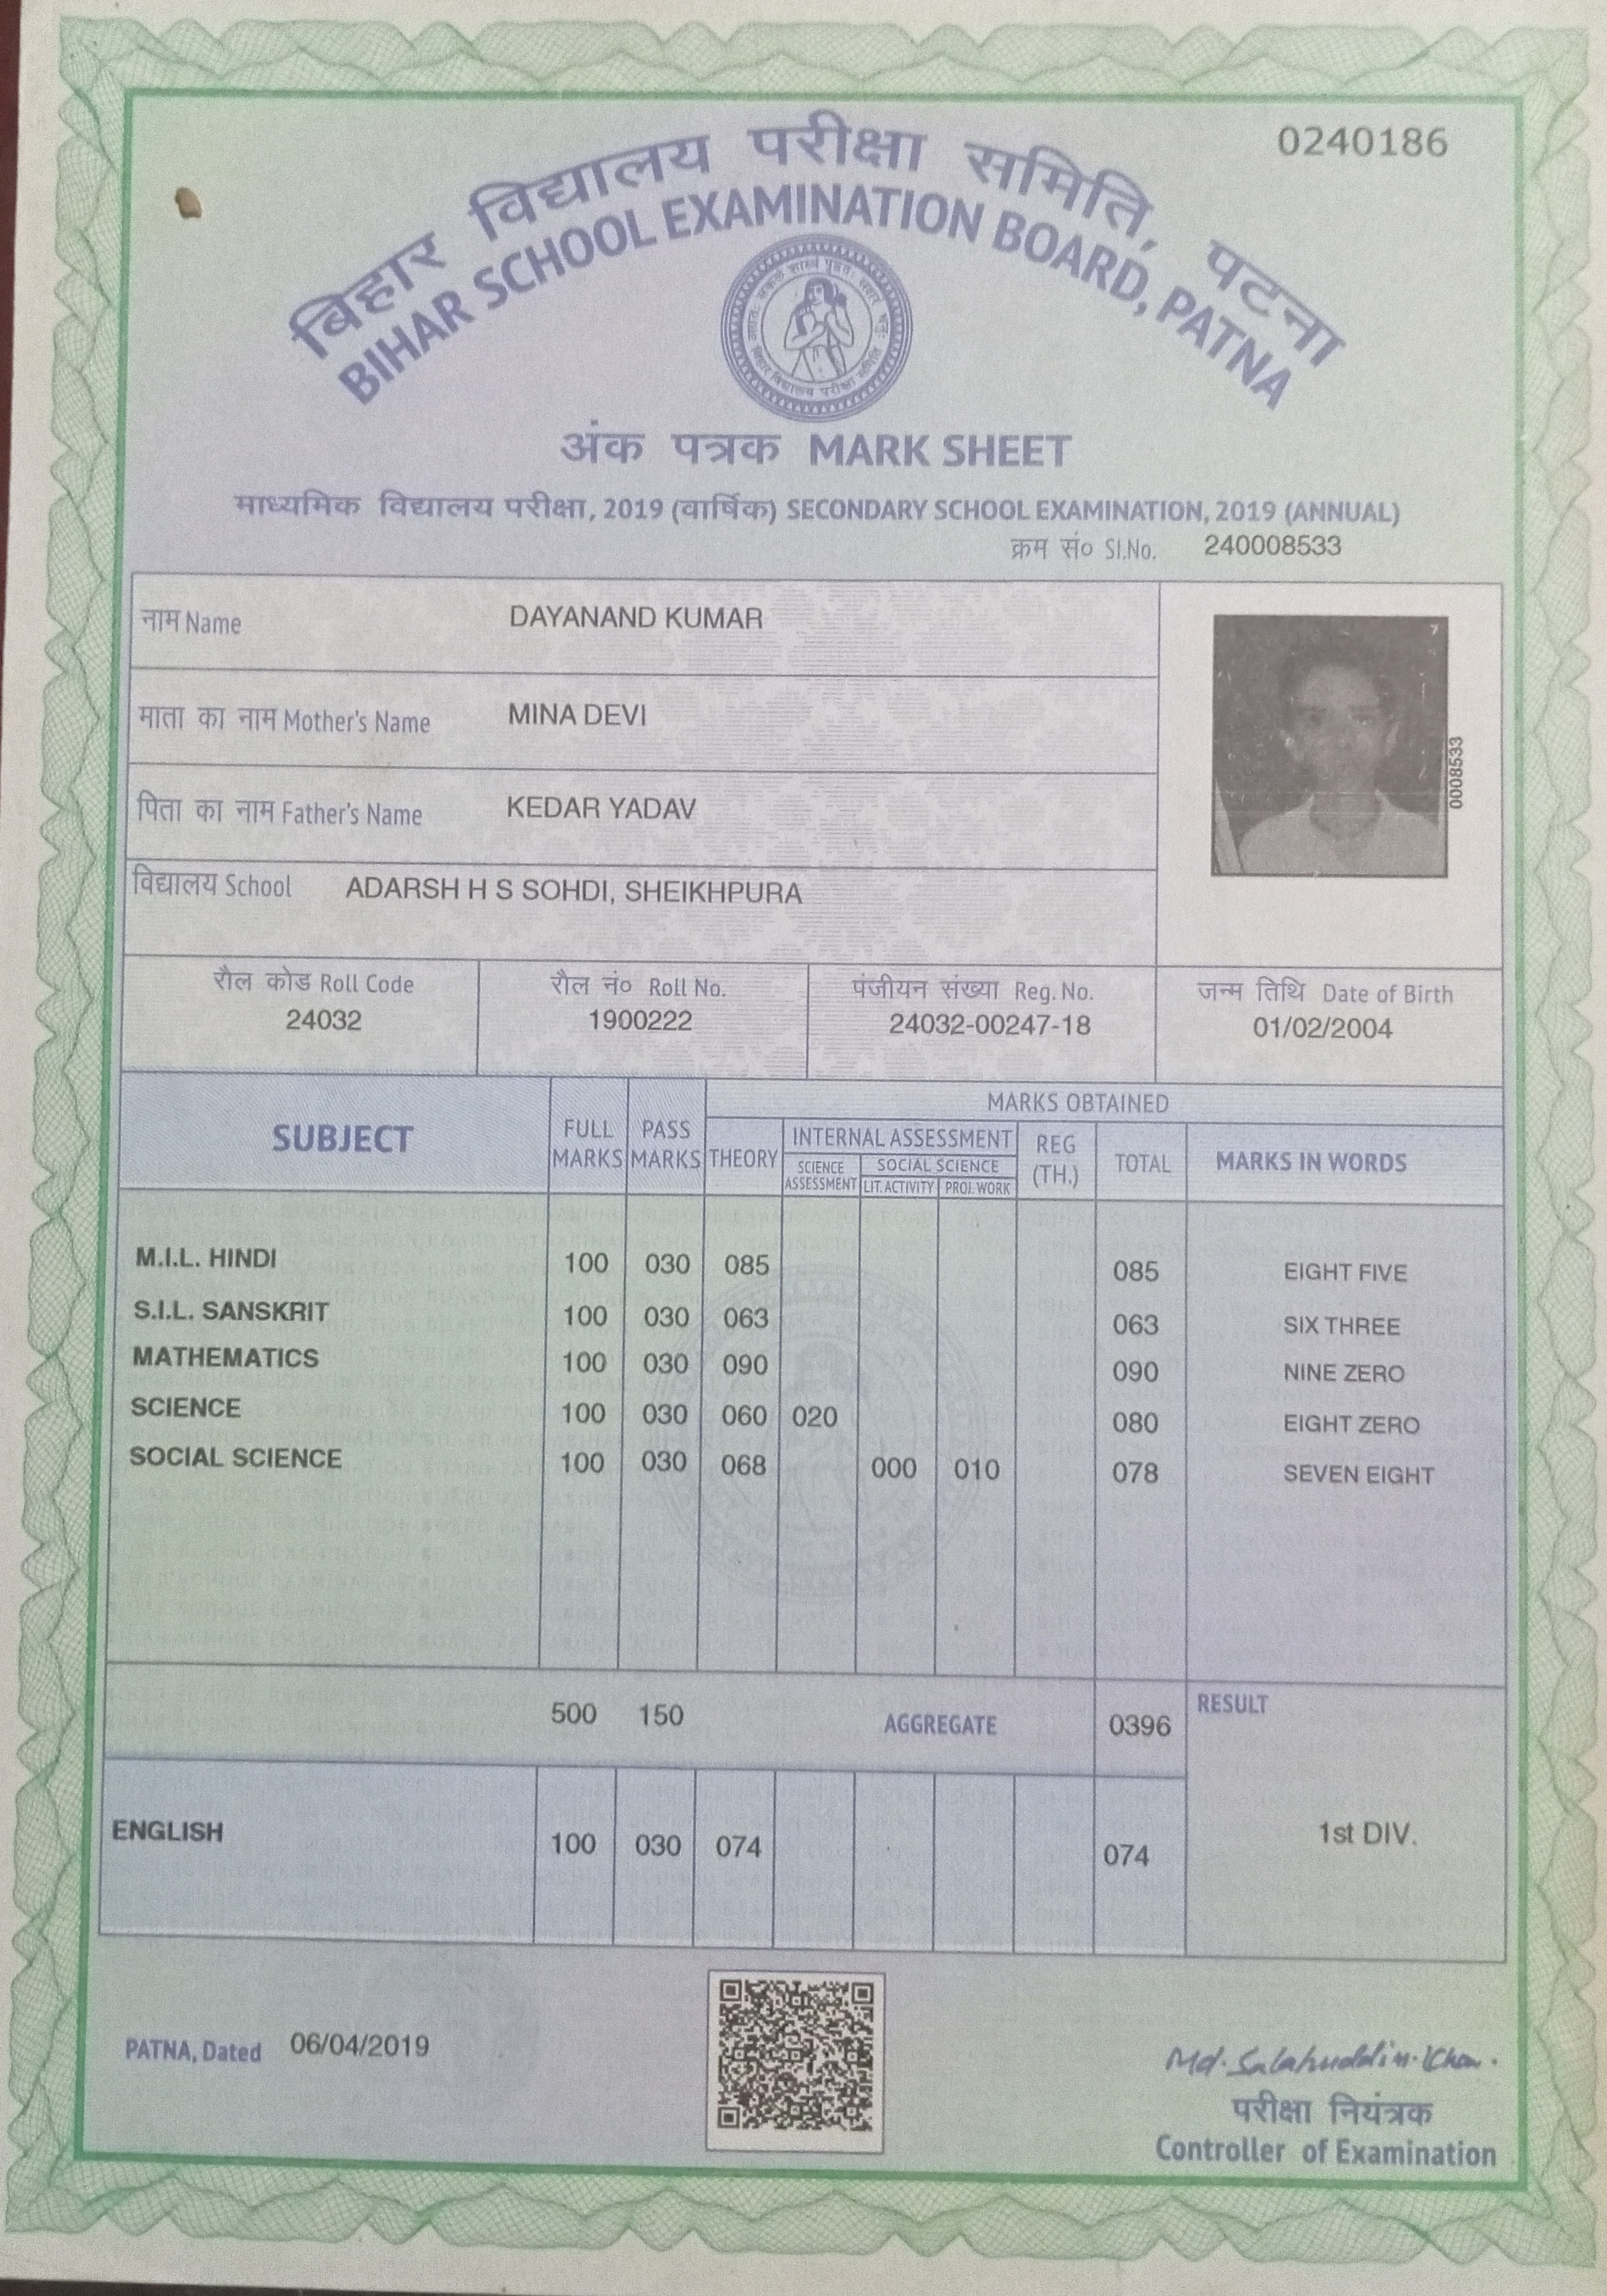 0240186
बिहार विद्यालय परीक्षा समिति, पटना
BIHAR SCHOOL EXAMINATION BOARD, PATNA
अंक पत्रक MARK SHEET
माध्यमिक विद्यालय परीक्षा, 2019 (वार्षिक) SECONDARY SCHOOL EXAMINATION, 2019 (ANNUAL)
क्रम सं० Sl.No. 240008533
नाम Name DAYANAND KUMAR
माता का नाम Mother's Name MINA DEVI
0008533
पिता का नाम Father's Name KEDAR YADAV
विद्यालय School ADARSH H S SOHDI, SHEIKHPURA
रौल कोड Roll Code रौल नं० Roll No. पंजीयन संख्या Reg. No. जन्म तिथि Date of Birth
24032 1900222 24032-00247-18 01/02/2004
SUBJECT FULL MARKS PASS MARKS MARKS OBTAINED
THEORY INTERNAL ASSESSMENT REG (TH.) TOTAL MARKS IN WORDS
SCIENCE ASSESSMENT SOCIAL SCIENCE
LIT. ACTIVITY PROJ. WORK
M.I.L. HINDI 100 030 085 085 EIGHT FIVE
S.I.L. SANSKRIT 100 030 063 063 SIX THREE
MATHEMATICS 100 030 090 090 NINE ZERO
SCIENCE 100 030 060 020 080 EIGHT ZERO
SOCIAL SCIENCE 100 030 068 000 010 078 SEVEN EIGHT
500 150 AGGREGATE 0396 RESULT
ENGLISH 100 030 074 074 1st DIV.
PATNA, Dated 06/04/2019
Md. Salahuddin Khan.
परीक्षा नियंत्रक
Controller of Examination